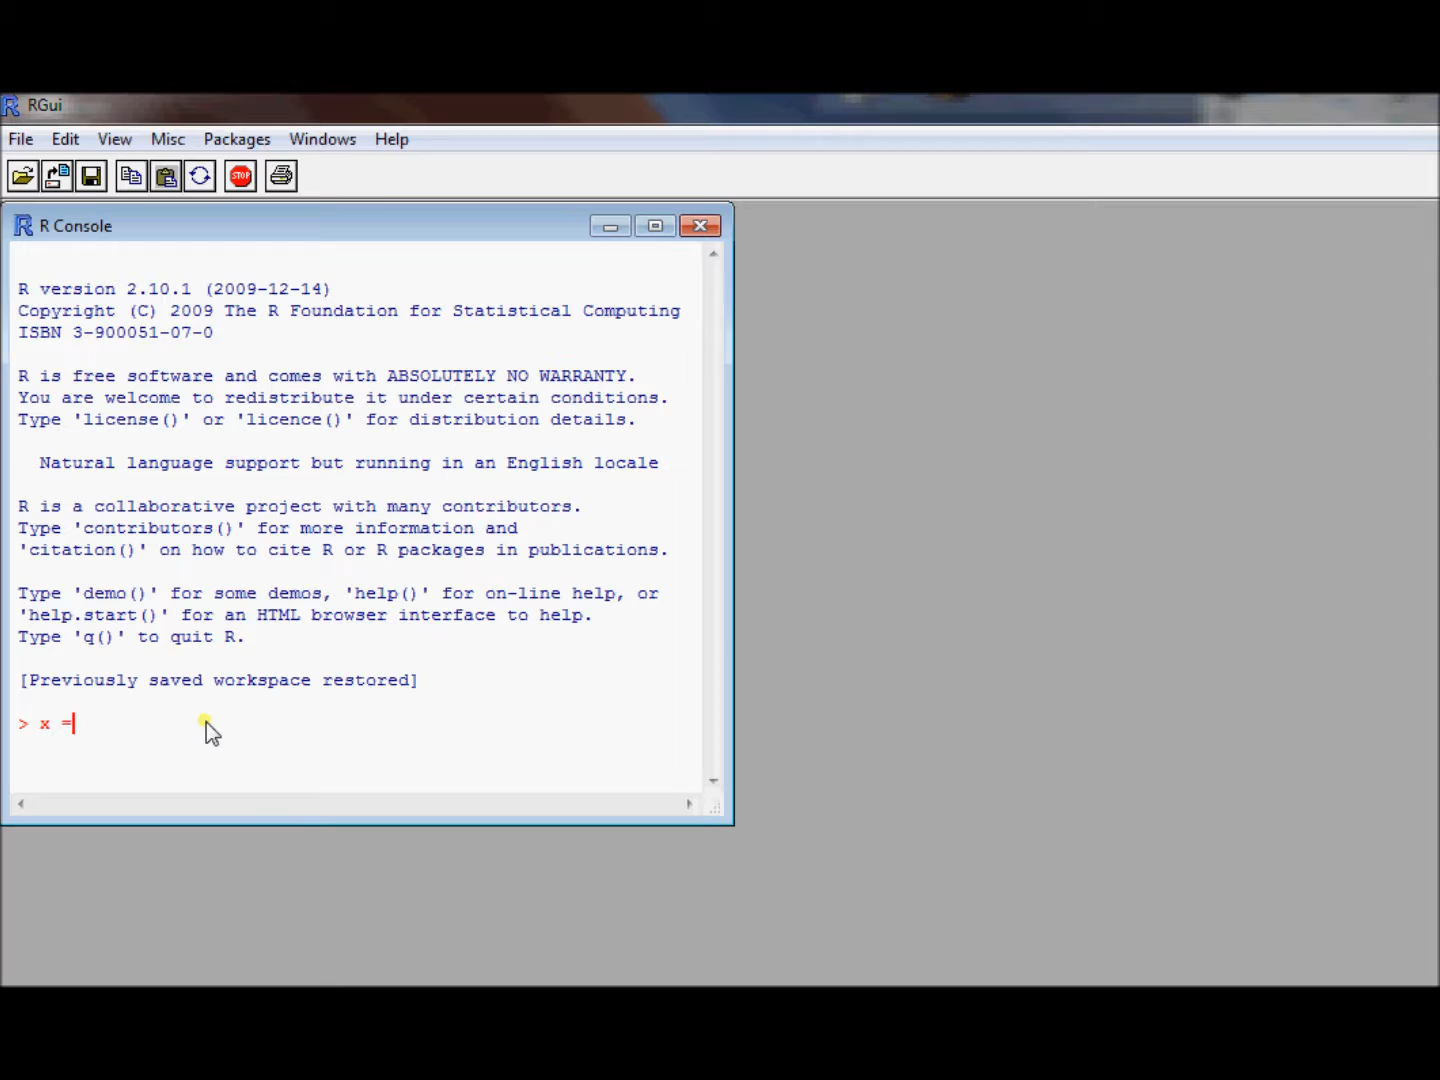 RGui
File Edit View Misc Packages Windows Help
STOP
R Console
R version 2.10.1 (2009-12-14)
Copyright (C) 2009 The R Foundation for Statistical Computing
ISBN 3-900051-07-0
R is free software and comes with ABSOLUTELY NO WARRANTY.
You are welcome to redistribute it under certain conditions.
Type 'license()' or 'licence()' for distribution details.
Natural language support but running in an English locale
R is a collaborative project with many contributors.
Type 'contributors()' for more information and
'citation()' on how to cite R or R packages in publications.
Type 'demo()' for some demos, 'help()' for on-line help, or
'help.start()' for an HTML browser interface to help.
Type 'q()' to quit R.
[Previously saved workspace restored]
> x =